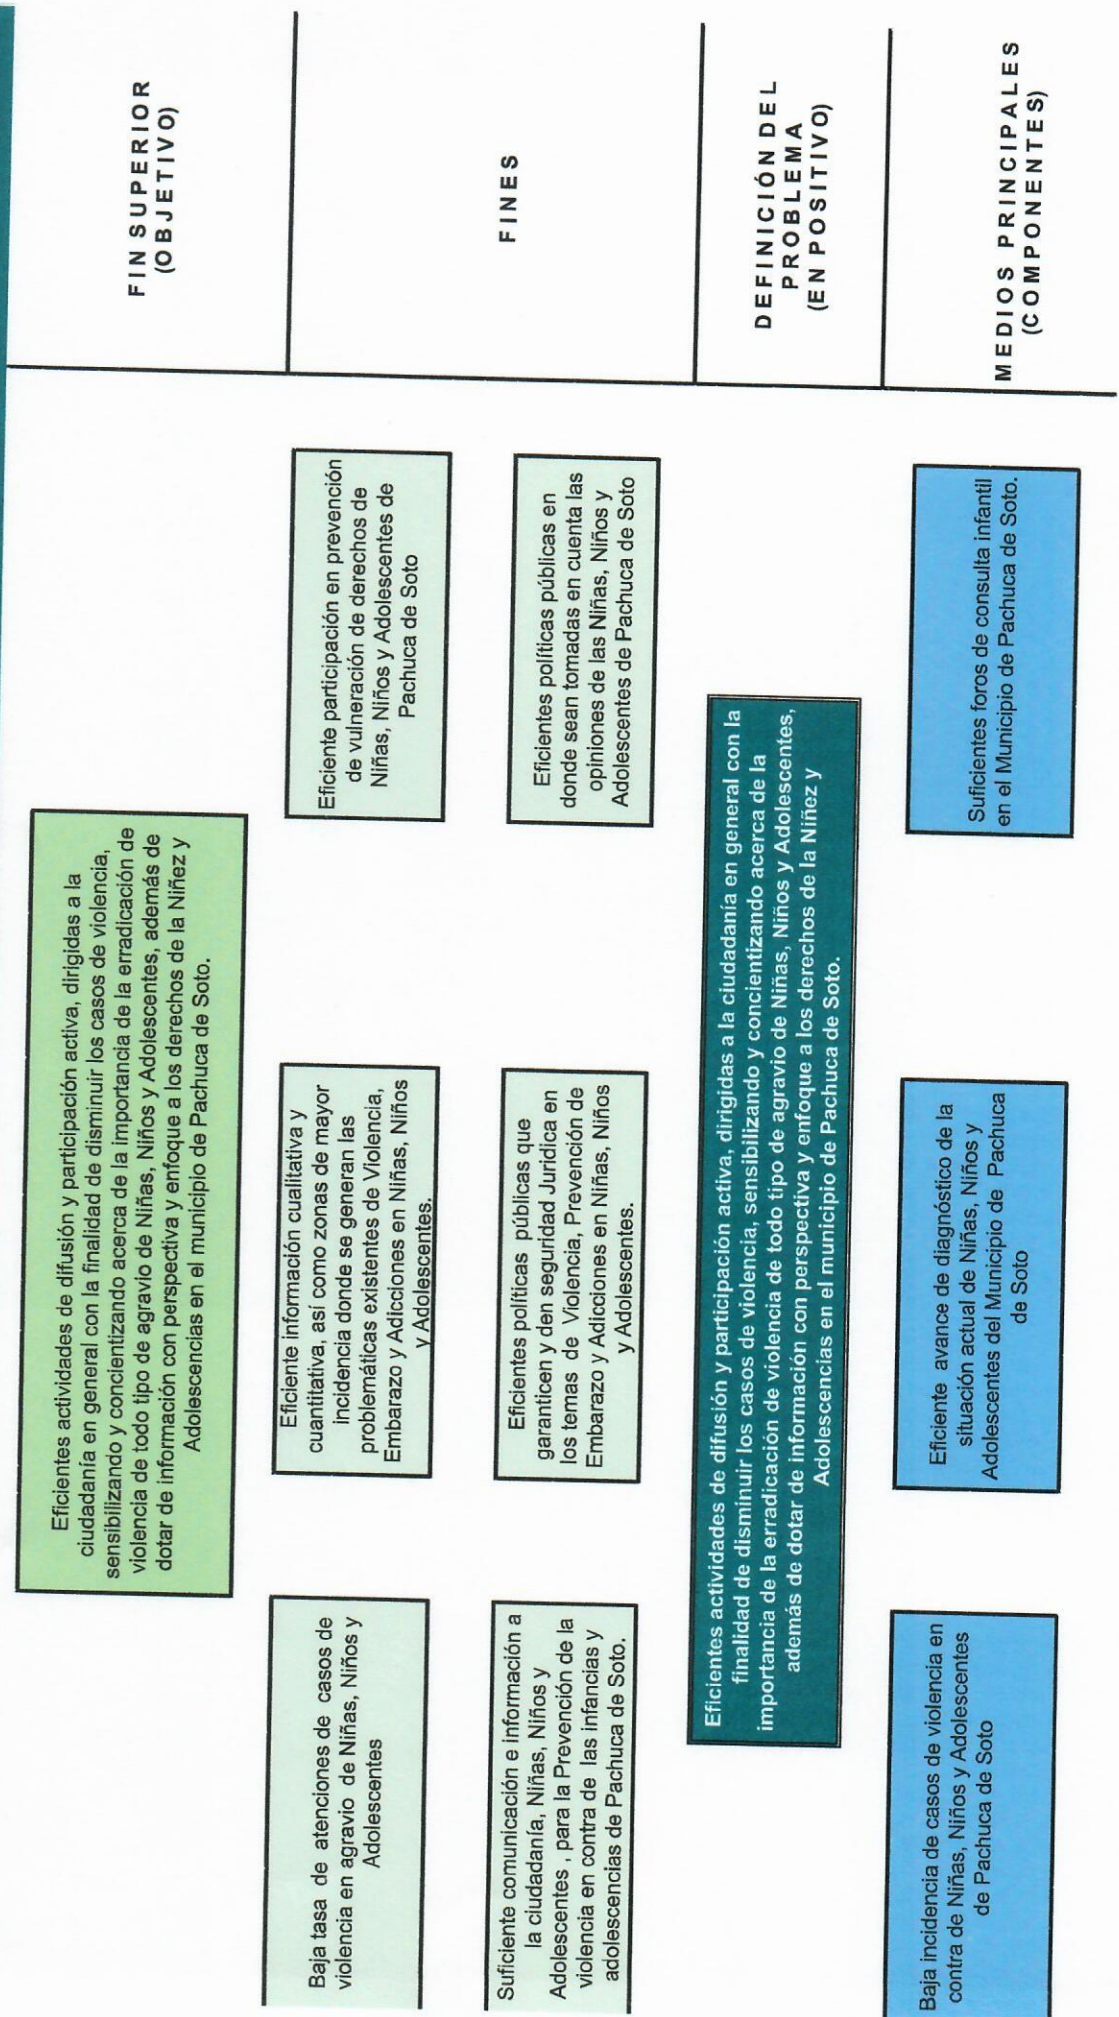 Eficientes actividades de difusión y participación activa, dirigidas a la
ciudadanía en general con la finalidad de disminuir los casos de violencia,
sensibilizando y concientizando acerca de la importancia de la erradicación de
violencia de todo tipo de agravio de Niñas, Niños y Adolescentes, además de
dotar de información con perspectiva y enfoque a los derechos de la Niñez y
Adolescencias en el municipio de Pachuca de Soto.
FIN SUPERIOR
(OBJETIVO)
Baja tasa de atenciones de casos de
violencia en agravio de Niñas, Niños y
Adolescentes
Eficiente información cualitativa y
cuantitativa, así como zonas de mayor
incidencia donde se generan las
problemáticas existentes de Violencia,
Embarazo y Adicciones en Niñas, Niños
y Adolescentes.
Eficiente participación en prevención
de vulneración de derechos de
Niñas, Niños y Adolescentes de
Pachuca de Soto
FINES
Suficiente comunicación e información a
la ciudadanía, Niñas, Niños y
Adolescentes , para la Prevención de la
violencia en contra de las infancias y
adolescencias de Pachuca de Soto.
Eficientes políticas públicas que
garanticen y den seguridad Juridica en
los temas de Violencia, Prevención de
Embarazo y Adicciones en Niñas, Niños
y Adolescentes.
Eficientes políticas públicas en
donde sean tomadas en cuenta las
opiniones de las Niñas, Niños y
Adolescentes de Pachuca de Soto
Eficientes actividades de difusión y participación activa, dirigidas a la ciudadanía en general con la
finalidad de disminuir los casos de violencia, sensibilizando y concientizando acerca de la
importancia de la erradicación de violencia de todo tipo de agravio de Niñas, Niños y Adolescentes,
además de dotar de información con perspectiva y enfoque a los derechos de la Niñez y
Adolescencias en el municipio de Pachuca de Soto.
DEFINICIÓN DEL
PROBLEMA
(EN POSITIVO)
Baja incidencia de casos de violencia en
contra de Niñas, Niños y Adolescentes
de Pachuca de Soto
Eficiente avance de diagnóstico de la
situación actual de Niñas, Niños y
Adolescentes del Municipio de Pachuca
de Soto
Suficientes foros de consulta infantil
en el Municipio de Pachuca de Soto.
MEDIOS PRINCIPALES
(COMPONENTES)